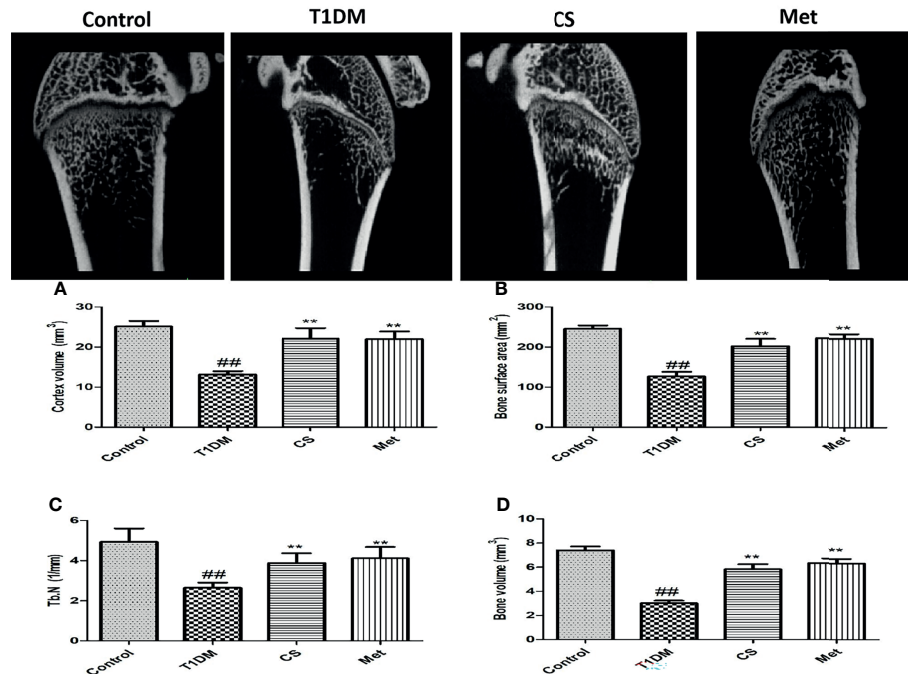 Control T1DM CS Met
A
Cortex volume (mm3)
30
20
10
0
##
**
**
Control T1DM CS Met
B
Bone surface area (mm2)
300
200
100
0
##
**
**
Control T1DM CS Met
C
Tb.N (1/mm)
6
4
2
0
##
**
**
Control T1DM CS Met
D
Bone volume (mm3)
8
6
4
2
0
##
**
**
Control T1DM CS Met